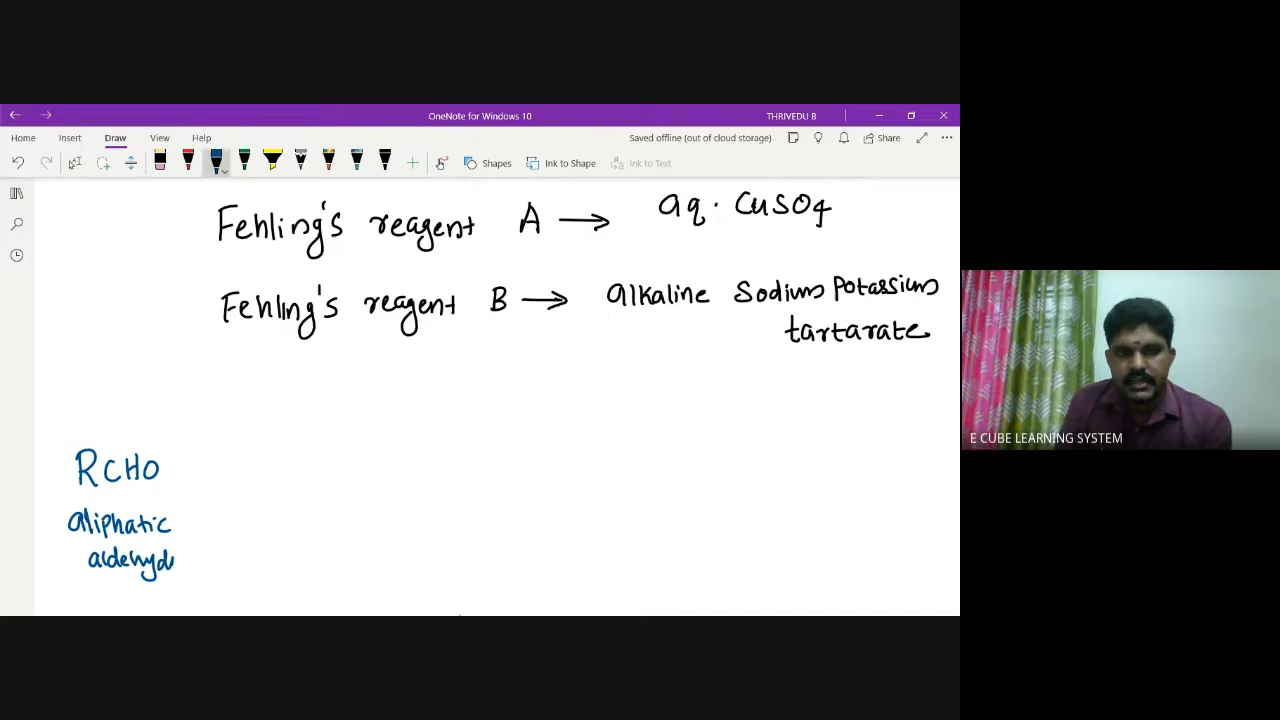 OneNote for Windows 10
THRIVEDU B
Home Insert Draw View Help
Saved offline (out of cloud storage)
Share
Shapes
Ink to Shape
Ink to Text
Fehling's reagent A → aq. CuSO4
Fehling's reagent B → alkaline Sodium Potassium
tartarate
RCHO
aliphatic
aldehyd
E CUBE LEARNING SYSTEM